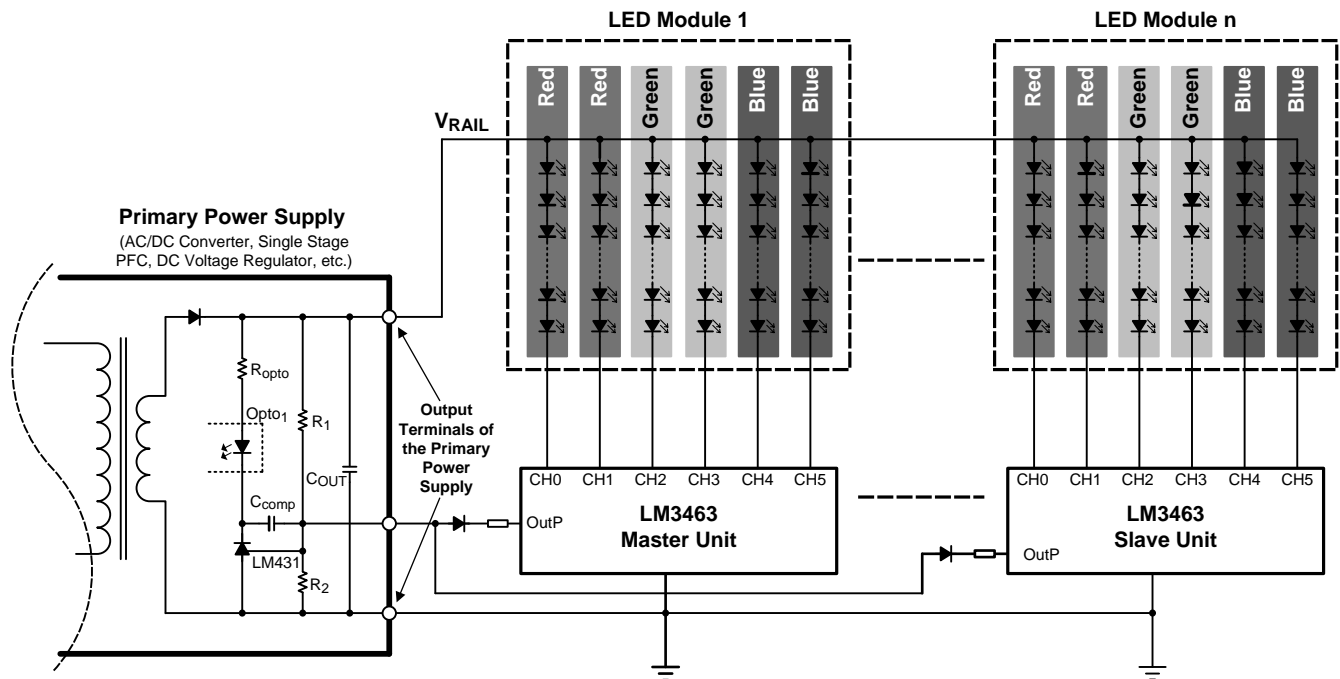 LED Module 1
LED Module n
Red
Red
Green
Green
Blue
Blue
Red
Red
Green
Green
Blue
Blue
VRAIL
Primary Power Supply
(AC/DC Converter, Single Stage
PFC, DC Voltage Regulator, etc.)
Ropto
Opto1
R1
Output
Terminals of
the Primary
Power
Supply
COUT
Ccomp
LM431
R2
CH0 CH1 CH2 CH3 CH4 CH5
OutP
LM3463
Master Unit
CH0 CH1 CH2 CH3 CH4 CH5
LM3463
Slave Unit
OutP